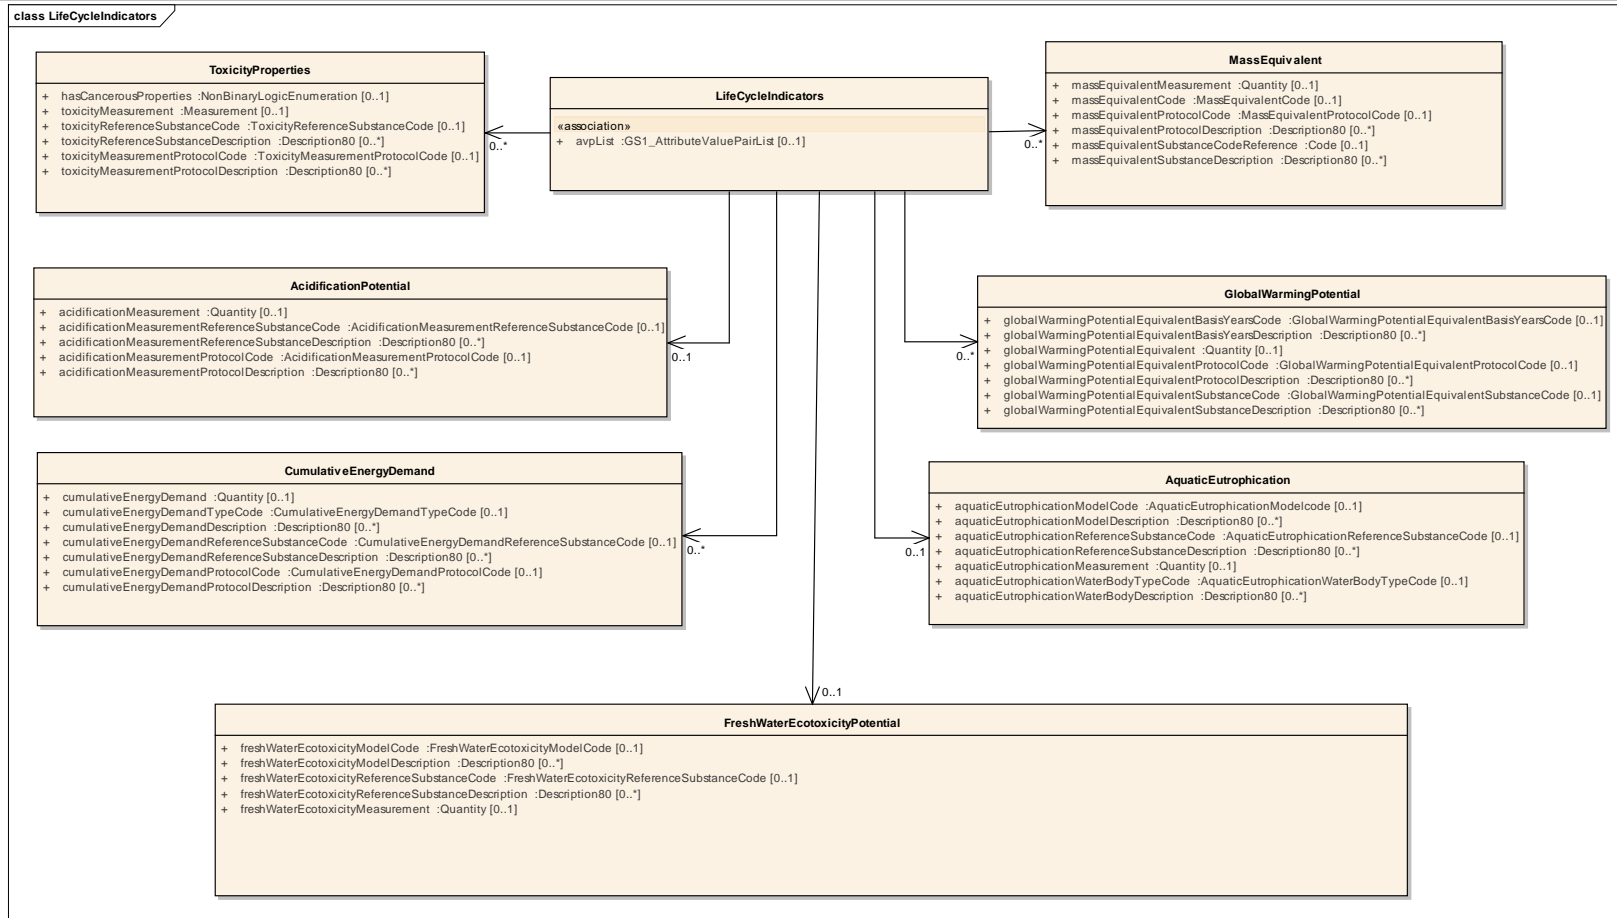 class LifeCycleIndicators
ToxicityProperties
+ hasCancerousProperties :NonBinaryLogicEnumeration [0..1]
+ toxicityMeasurement :Measurement [0..1]
+ toxicityReferenceSubstanceCode :ToxicityReferenceSubstanceCode [0..1]
+ toxicityReferenceSubstanceDescription :Description80 [0..*]
+ toxicityMeasurementProtocolCode :ToxicityMeasurementProtocolCode [0..1]
+ toxicityMeasurementProtocolDescription :Description80 [0..*]
0..*
LifeCycleIndicators
«association»
+ avpList :GS1_AttributeValuePairList [0..1]
MassEquivalent
+ massEquivalentMeasurement :Quantity [0..1]
+ massEquivalentCode :MassEquivalentCode [0..1]
+ massEquivalentProtocolCode :MassEquivalentProtocolCode [0..1]
+ massEquivalentProtocolDescription :Description80 [0..*]
+ massEquivalentSubstanceCodeReference :Code [0..1]
+ massEquivalentSubstanceDescription :Description80 [0..*]
0..*
AcidificationPotential
+ acidificationMeasurement :Quantity [0..1]
+ acidificationMeasurementReferenceSubstanceCode :AcidificationMeasurementReferenceSubstanceCode [0..1]
+ acidificationMeasurementReferenceSubstanceDescription :Description80 [0..*]
+ acidificationMeasurementProtocolCode :AcidificationMeasurementProtocolCode [0..1]
+ acidificationMeasurementProtocolDescription :Description80 [0..*]
0..1
GlobalWarmingPotential
+ globalWarmingPotentialEquivalentBasisYearsCode :GlobalWarmingPotentialEquivalentBasisYearsCode [0..1]
+ globalWarmingPotentialEquivalentBasisYearsDescription :Description80 [0..*]
+ globalWarmingPotentialEquivalent :Quantity [0..1]
+ globalWarmingPotentialEquivalentProtocolCode :GlobalWarmingPotentialEquivalentProtocolCode [0..1]
+ globalWarmingPotentialEquivalentProtocolDescription :Description80 [0..*]
+ globalWarmingPotentialEquivalentSubstanceCode :GlobalWarmingPotentialEquivalentSubstanceCode [0..1]
+ globalWarmingPotentialEquivalentSubstanceDescription :Description80 [0..*]
0..*
CumulativeEnergyDemand
+ cumulativeEnergyDemand :Quantity [0..1]
+ cumulativeEnergyDemandTypeCode :CumulativeEnergyDemandTypeCode [0..1]
+ cumulativeEnergyDemandDescription :Description80 [0..*]
+ cumulativeEnergyDemandReferenceSubstanceCode :CumulativeEnergyDemandReferenceSubstanceCode [0..1]
+ cumulativeEnergyDemandReferenceSubstanceDescription :Description80 [0..*]
+ cumulativeEnergyDemandProtocolCode :CumulativeEnergyDemandProtocolCode [0..1]
+ cumulativeEnergyDemandProtocolDescription :Description80 [0..*]
0..*
AquaticEutrophication
+ aquaticEutrophicationModelCode :AquaticEutrophicationModelcode [0..1]
+ aquaticEutrophicationModelDescription :Description80 [0..*]
+ aquaticEutrophicationReferenceSubstanceCode :AquaticEutrophicationReferenceSubstanceCode [0..1]
+ aquaticEutrophicationReferenceSubstanceDescription :Description80 [0..*]
+ aquaticEutrophicationMeasurement :Quantity [0..1]
+ aquaticEutrophicationWaterBodyTypeCode :AquaticEutrophicationWaterBodyTypeCode [0..1]
+ aquaticEutrophicationWaterBodyDescription :Description80 [0..*]
0..1
0..1
FreshWaterEcotoxicityPotential
+ freshWaterEcotoxicityModelCode :FreshWaterEcotoxicityModelCode [0..1]
+ freshWaterEcotoxicityModelDescription :Description80 [0..*]
+ freshWaterEcotoxicityReferenceSubstanceCode :FreshWaterEcotoxicityReferenceSubstanceCode [0..1]
+ freshWaterEcotoxicityReferenceSubstanceDescription :Description80 [0..*]
+ freshWaterEcotoxicityMeasurement :Quantity [0..1]